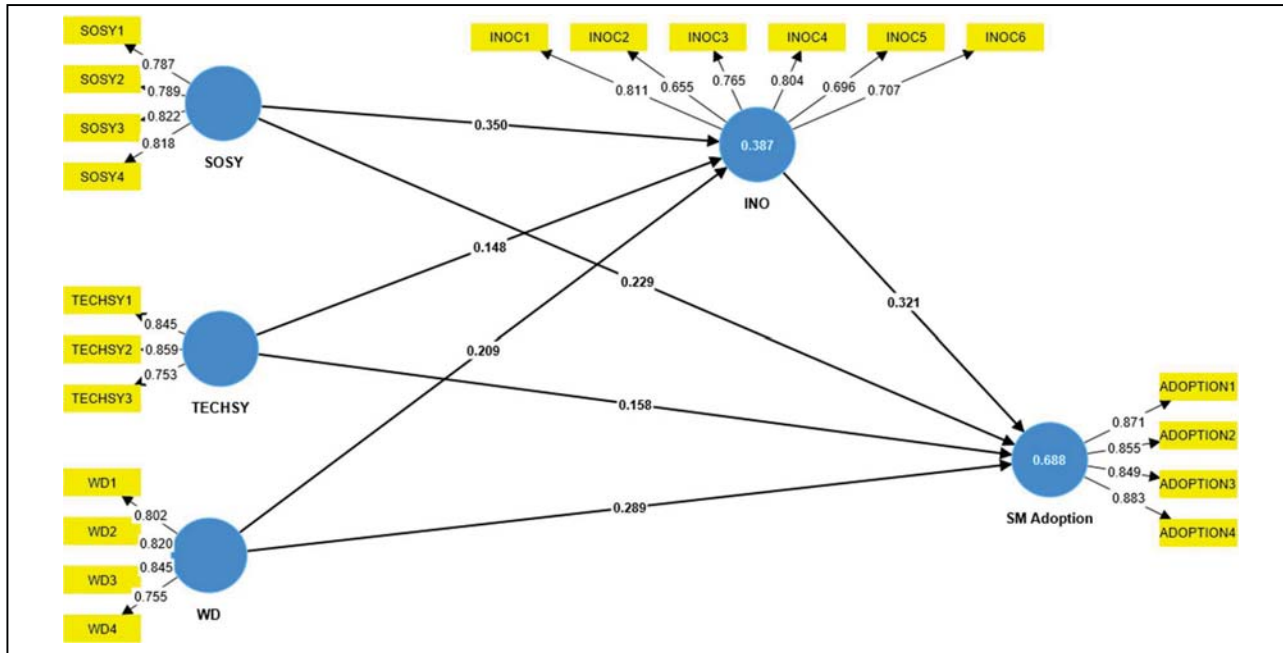 SOSY1
SOSY2
SOSY3
SOSY4
0.787
0.789
0.822
0.818
SOSY
INOC1
INOC2
INOC3
INOC4
INOC5
INOC6
0.811
0.655
0.765
0.804
0.696
0.707
0.387
INO
0.350
0.148
0.229
0.321
0.209
0.158
0.289
TECHSY1
TECHSY2
TECHSY3
0.845
0.859
0.753
TECHSY
WD1
WD2
WD3
WD4
0.802
0.820
0.845
0.755
WD
0.688
SM Adoption
0.871
0.855
0.849
0.883
ADOPTION1
ADOPTION2
ADOPTION3
ADOPTION4